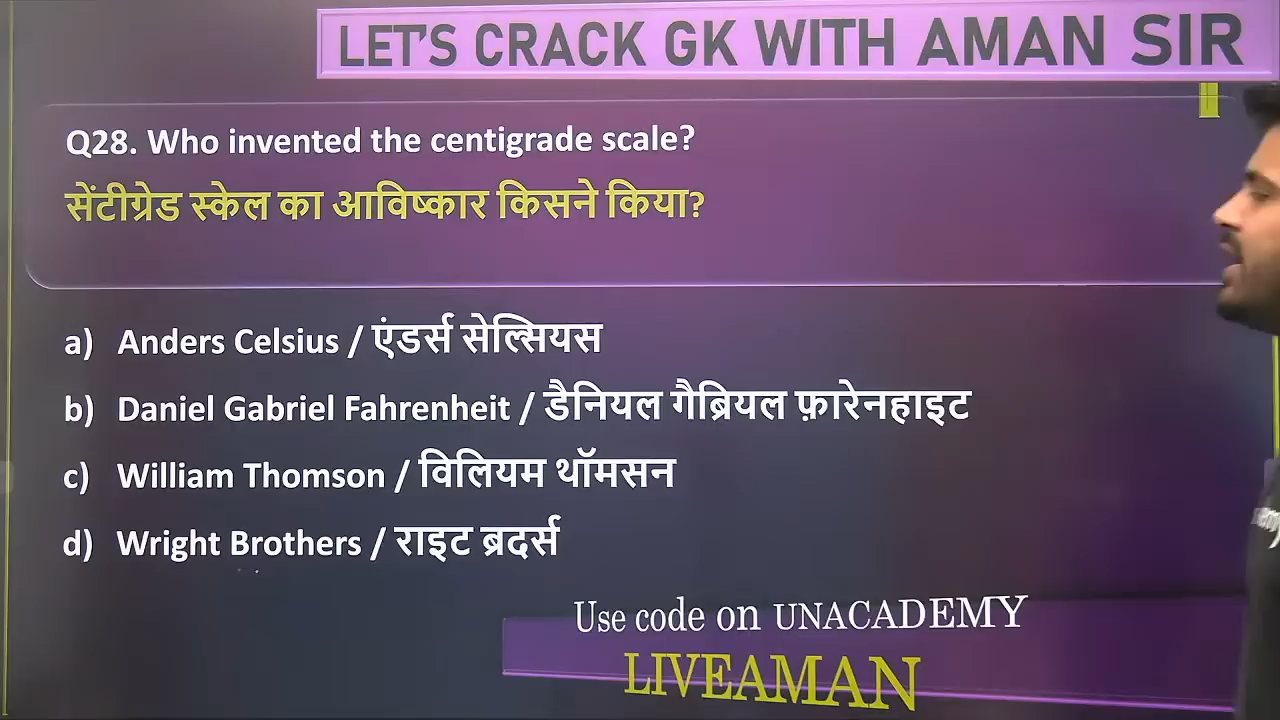 LET'S CRACK GK WITH AMAN SIR
Q28. Who invented the centigrade scale?
सेंटीग्रेड स्केल का आविष्कार किसने किया?
a) Anders Celsius / एंडर्स सेल्सियस
b) Daniel Gabriel Fahrenheit / डैनियल गैब्रियल फ़ारेनहाइट
c) William Thomson / विलियम थॉमसन
d) Wright Brothers / राइट ब्रदर्स
Use code on UNACADEMY
LIVEAMAN